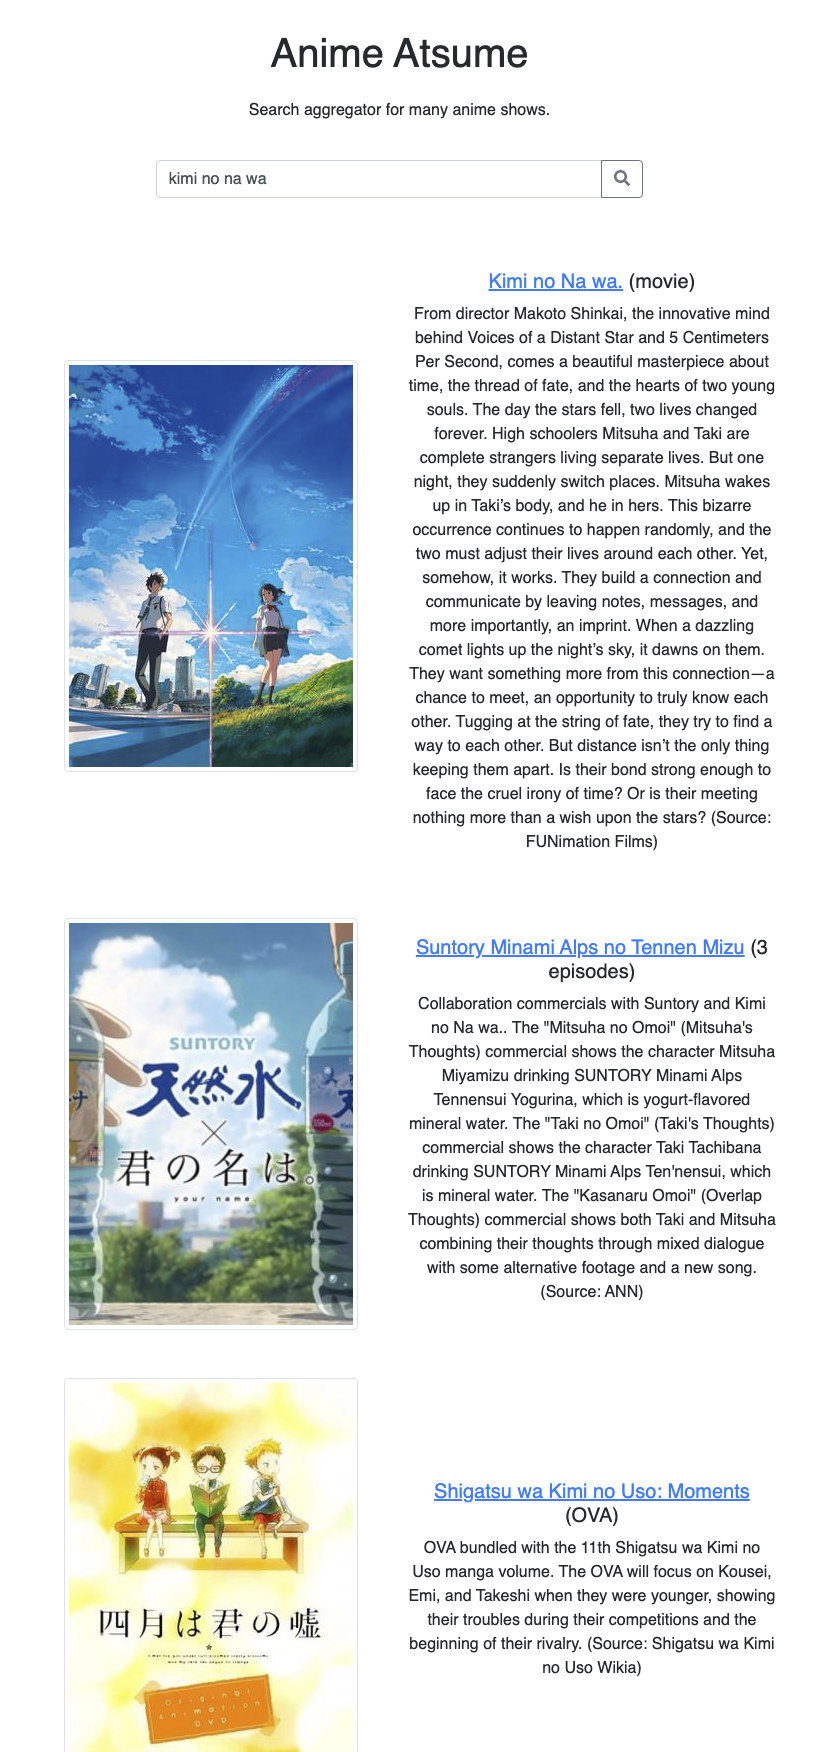 Anime Atsume
Search aggregator for many anime shows.
kimi no na wa
Kimi no Na wa. (movie)
From director Makoto Shinkai, the innovative mind
behind Voices of a Distant Star and 5 Centimeters
Per Second, comes a beautiful masterpiece about
time, the thread of fate, and the hearts of two young
souls. The day the stars fell, two lives changed
forever. High schoolers Mitsuha and Taki are
complete strangers living separate lives. But one
night, they suddenly switch places. Mitsuha wakes
up in Taki’s body, and he in hers. This bizarre
occurrence continues to happen randomly, and the
two must adjust their lives around each other. Yet,
somehow, it works. They build a connection and
communicate by leaving notes, messages, and
more importantly, an imprint. When a dazzling
comet lights up the night’s sky, it dawns on them.
They want something more from this connection—a
chance to meet, an opportunity to truly know each
other. Tugging at the string of fate, they try to find a
way to each other. But distance isn’t the only thing
keeping them apart. Is their bond strong enough to
face the cruel irony of time? Or is their meeting
nothing more than a wish upon the stars? (Source:
FUNimation Films)
SUNTORY
天然水
×
君の名は。
your name.
Suntory Minami Alps no Tennen Mizu (3
episodes)
Collaboration commercials with Suntory and Kimi
no Na wa.. The "Mitsuha no Omoi" (Mitsuha's
Thoughts) commercial shows the character Mitsuha
Miyamizu drinking SUNTORY Minami Alps
Tennensui Yogurina, which is yogurt-flavored
mineral water. The "Taki no Omoi" (Taki's Thoughts)
commercial shows the character Taki Tachibana
drinking SUNTORY Minami Alps Ten'nensui, which
is mineral water. The "Kasanaru Omoi" (Overlap
Thoughts) commercial shows both Taki and Mitsuha
combining their thoughts through mixed dialogue
with some alternative footage and a new song.
(Source: ANN)
四月は君の嘘
Original
Animation
DVD
Shigatsu wa Kimi no Uso: Moments
(OVA)
OVA bundled with the 11th Shigatsu wa Kimi no
Uso manga volume. The OVA will focus on Kousei,
Emi, and Takeshi when they were younger, showing
their troubles during their competitions and the
beginning of their rivalry. (Source: Shigatsu wa Kimi
no Uso Wikia)